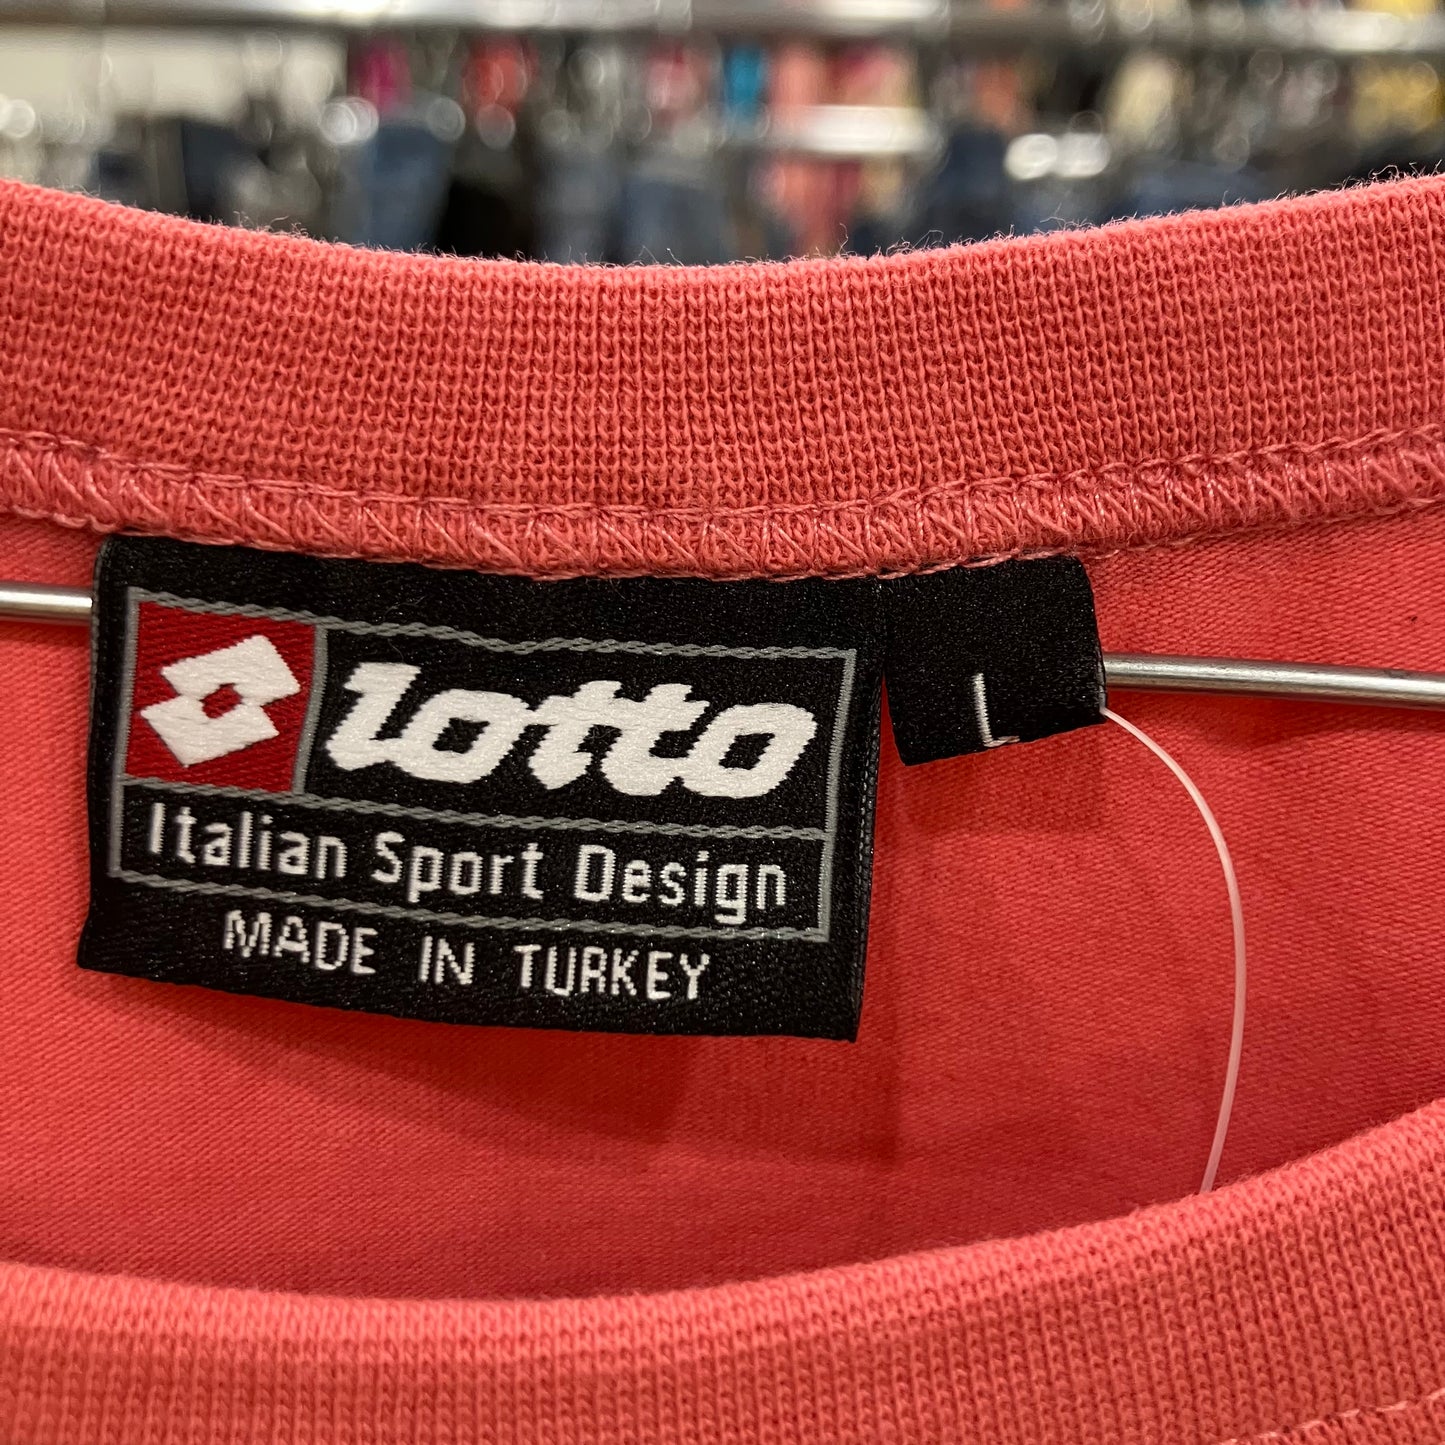 lotto
L
Italian Sport Design
MADE IN TURKEY